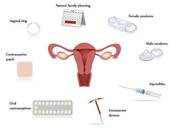 Natural family planning
Vaginal ring
Female condoms
Contraceptive
patch
Male condoms
Oral
contraceptives
Intrauterine
devices
Injectables